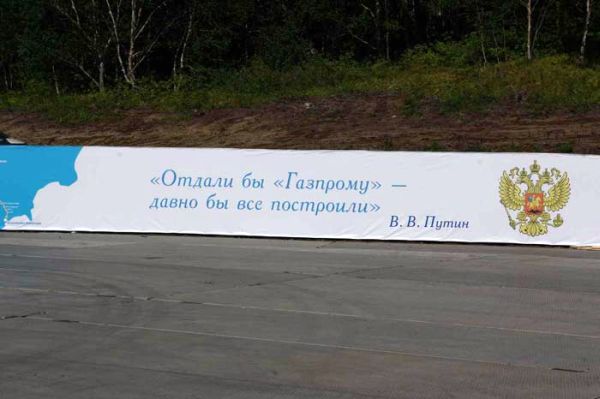 «Отдали бы «Газпрому» —
давно бы все построили»
В. В. Путин